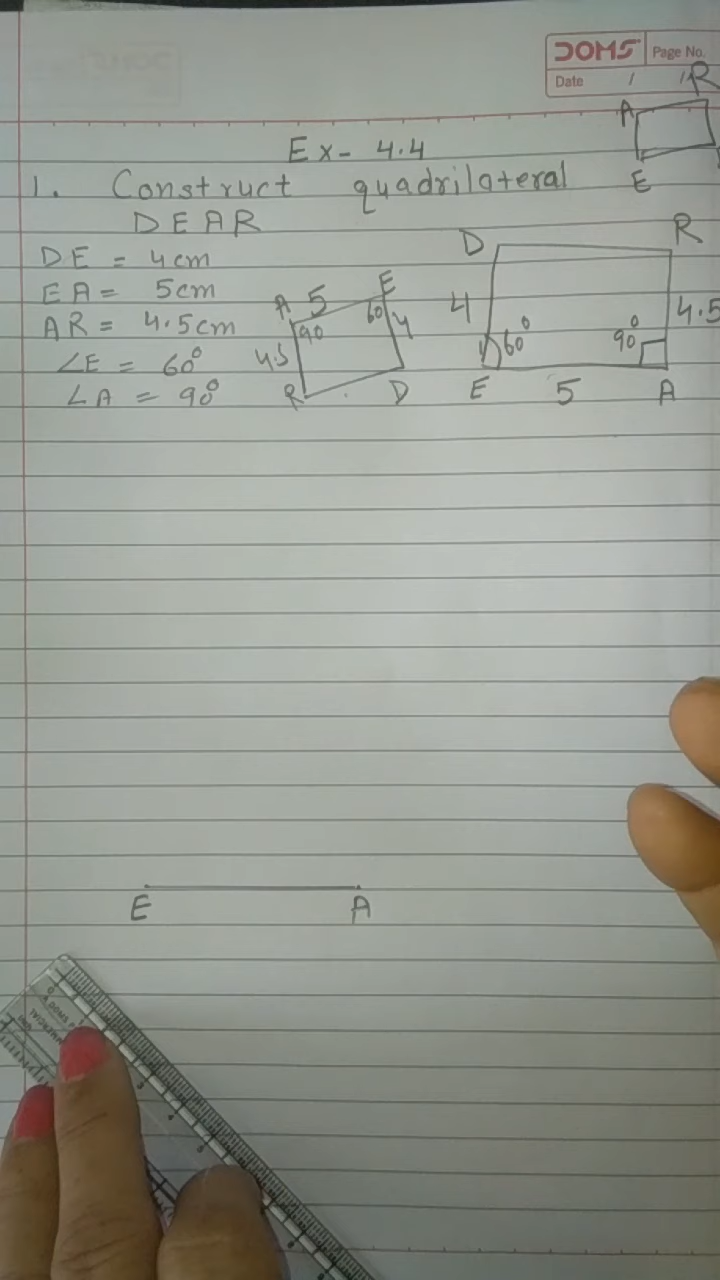 DOMS Page No.
Date / /
R
A
E
Ex- 4.4
1. Construct quadrilateral
DEAR
DE = 4cm
EA = 5cm
AR = 4.5cm
∠E = 60°
∠A = 90°
A 5 E
90 60
4.5 4
R D
D R
4 4.5
60° 90°
E 5 A
E A